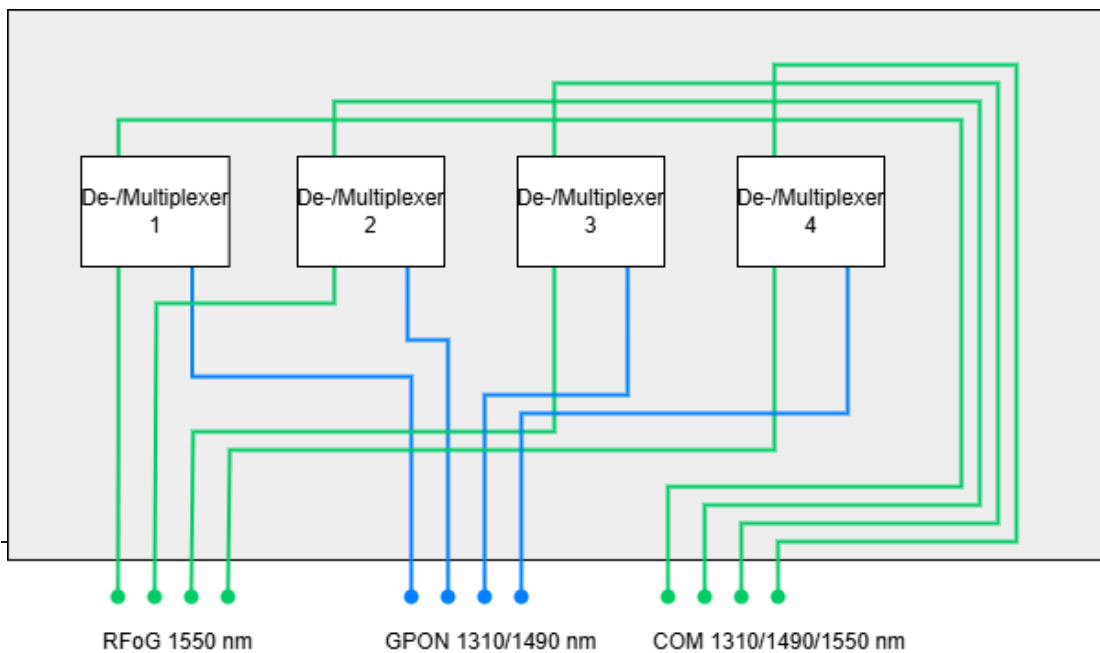 De-/Multiplexer
1
De-/Multiplexer
2
De-/Multiplexer
3
De-/Multiplexer
4
RFoG 1550 nm
GPON 1310/1490 nm
COM 1310/1490/1550 nm